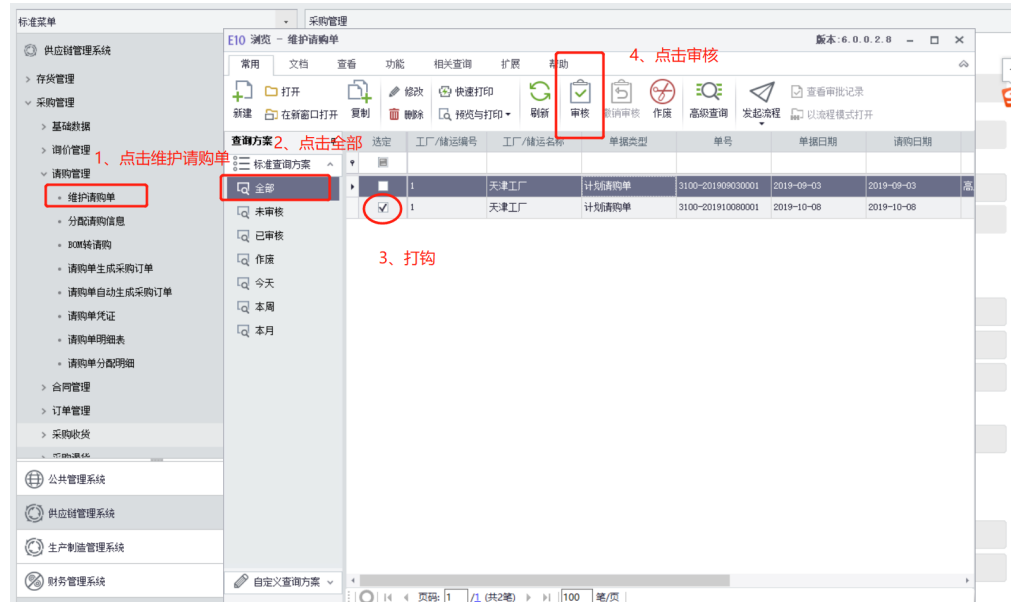 标准菜单
采购管理
供应链管理系统
存货管理
采购管理
基础数据
询价管理
请购管理
维护请购单
分配请购信息
BOM转请购
请购单生成采购订单
请购单自动生成采购订单
请购单凭证
请购单明细表
请购单分配明细
合同管理
订单管理
采购收货
采购退货
公共管理系统
供应链管理系统
生产制造管理系统
财务管理系统
1、点击维护请购单
E10 浏览 - 维护请购单
版本:6.0.0.2.8
常用 文档 查看 功能 相关查询 扩展 帮助
4、点击审核
新建
打开
在新窗口打开
复制
修改
删除
快速打印
预览与打印
刷新
审核
撤消审核
作废
高级查询
发起流程
查看审批记录
以流程模式打开
查询方案
2、点击全部
标准查询方案
全部
未审核
已审核
作废
今天
本周
本月
自定义查询方案
选定 工厂/储运编号 工厂/储运名称 单据类型 单号 单据日期 请购日期
1 天津工厂 计划请购单 3100-201909030001 2019-09-03 2019-09-03 高
1 天津工厂 计划请购单 3100-201910080001 2019-10-08 2019-10-08
3、打钩
页码: 1 /1 (共2笔) 100 笔/页